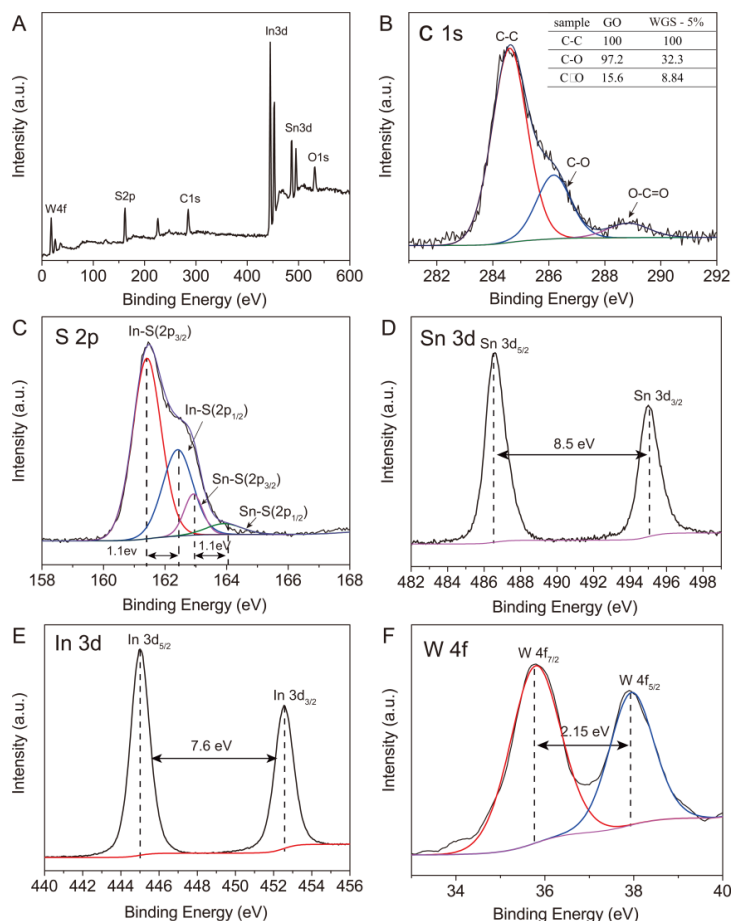 A
In3d
Sn3d
O1s
W4f
S2p
C1s
Intensity (a.u.)
0 100 200 300 400 500 600
Binding Energy (eV)
B
C 1s
sample GO WGS - 5%
C-C 100 100
C-O 97.2 32.3
C□O 15.6 8.84
C-C
C-O
O-C=O
Intensity (a.u.)
282 284 286 288 290 292
Binding Energy (eV)
C
S 2p
In-S(2p3/2)
In-S(2p1/2)
Sn-S(2p3/2)
Sn-S(2p1/2)
1.1ev
1.1eV
Intensity (a.u.)
158 160 162 164 166 168
Binding Energy (eV)
D
Sn 3d
Sn 3d5/2
Sn 3d3/2
8.5 eV
Intensity (a.u.)
482 484 486 488 490 492 494 496 498
Binding Energy (eV)
E
In 3d
In 3d5/2
In 3d3/2
7.6 eV
Intensity (a.u.)
440 442 444 446 448 450 452 454 456
Binding Energy (eV)
F
W 4f
W 4f7/2
W 4f5/2
2.15 eV
Intensity (a.u.)
34 36 38 40
Binding Energy (eV)